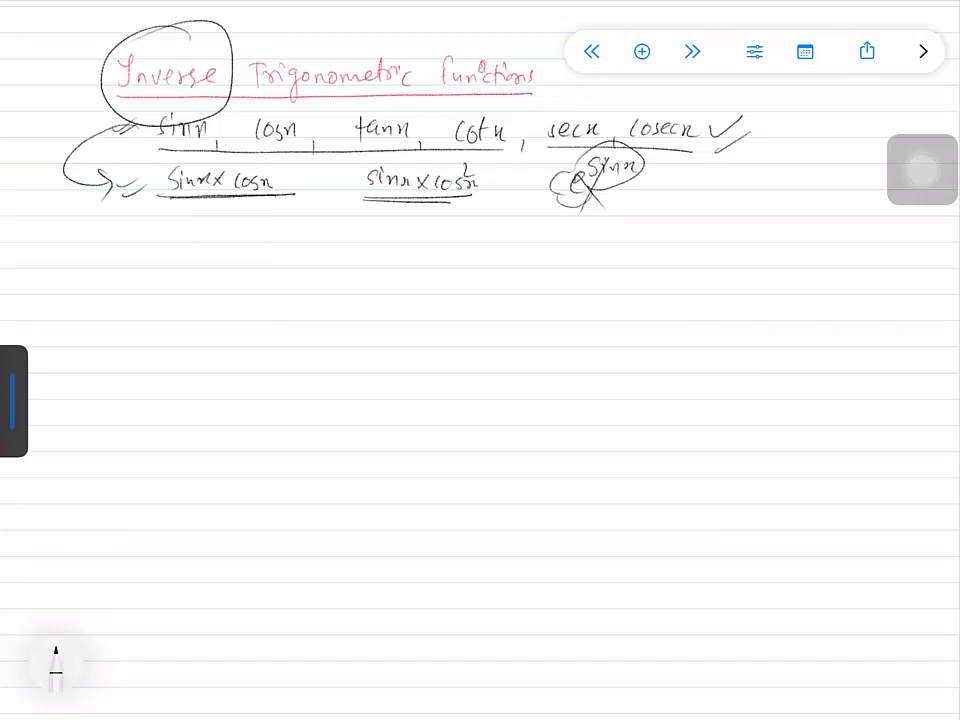 Inverse Trigonometric Functions
sinx, cosx, tanx, cotx, secx, cosecx
sinx x cosx sinx x cos²x e^sinx